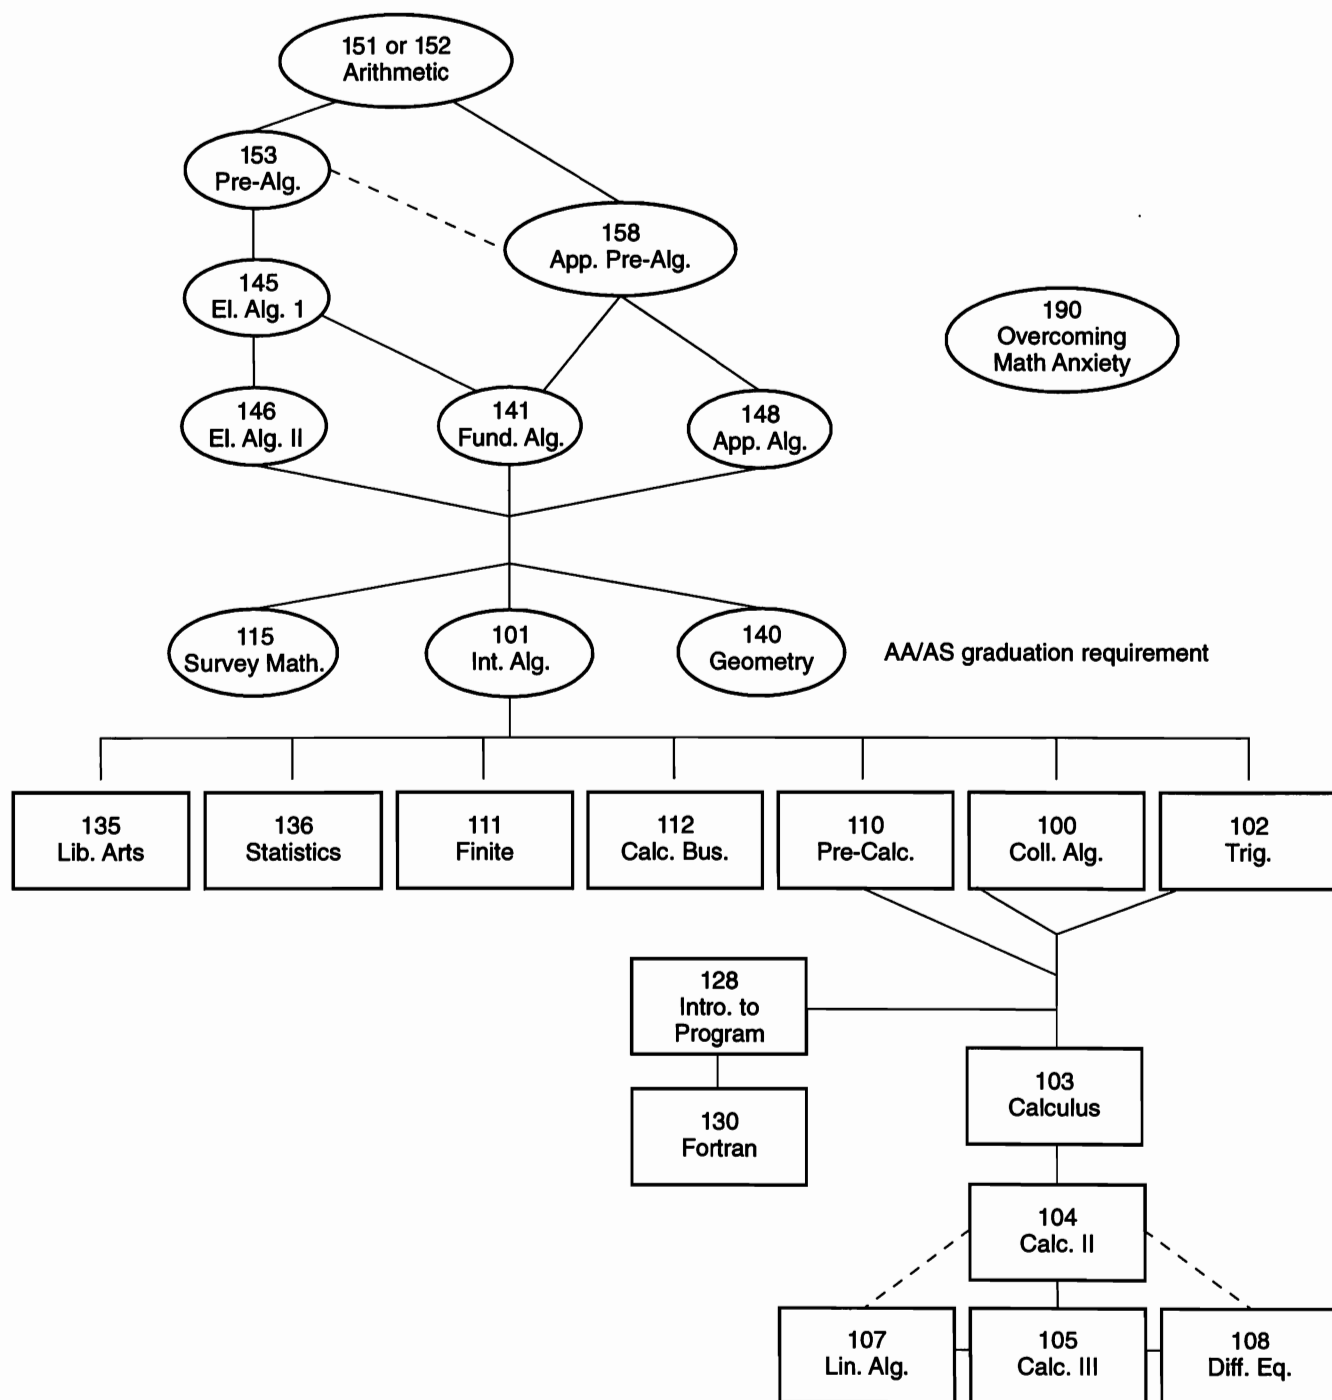 151 or 152
Arithmetic
153
Pre-Alg.
158
App. Pre-Alg.
145
El. Alg. 1
190
Overcoming
Math Anxiety
146
El. Alg. II
141
Fund. Alg.
148
App. Alg.
115
Survey Math.
101
Int. Alg.
140
Geometry
AA/AS graduation requirement
135
Lib. Arts
136
Statistics
111
Finite
112
Calc. Bus.
110
Pre-Calc.
100
Coll. Alg.
102
Trig.
128
Intro. to
Program
103
Calculus
130
Fortran
104
Calc. II
107
Lin. Alg.
105
Calc. III
108
Diff. Eq.